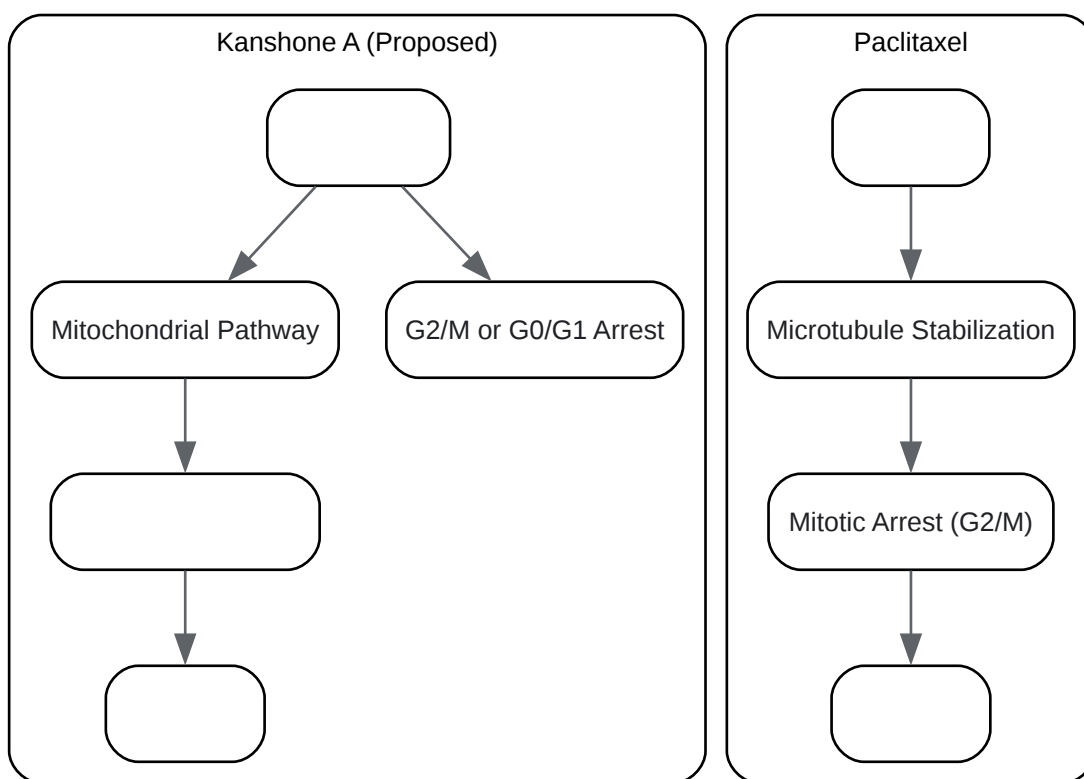 Kanshone A (Proposed)
Mitochondrial Pathway
G2/M or G0/G1 Arrest
Paclitaxel
Microtubule Stabilization
Mitotic Arrest (G2/M)